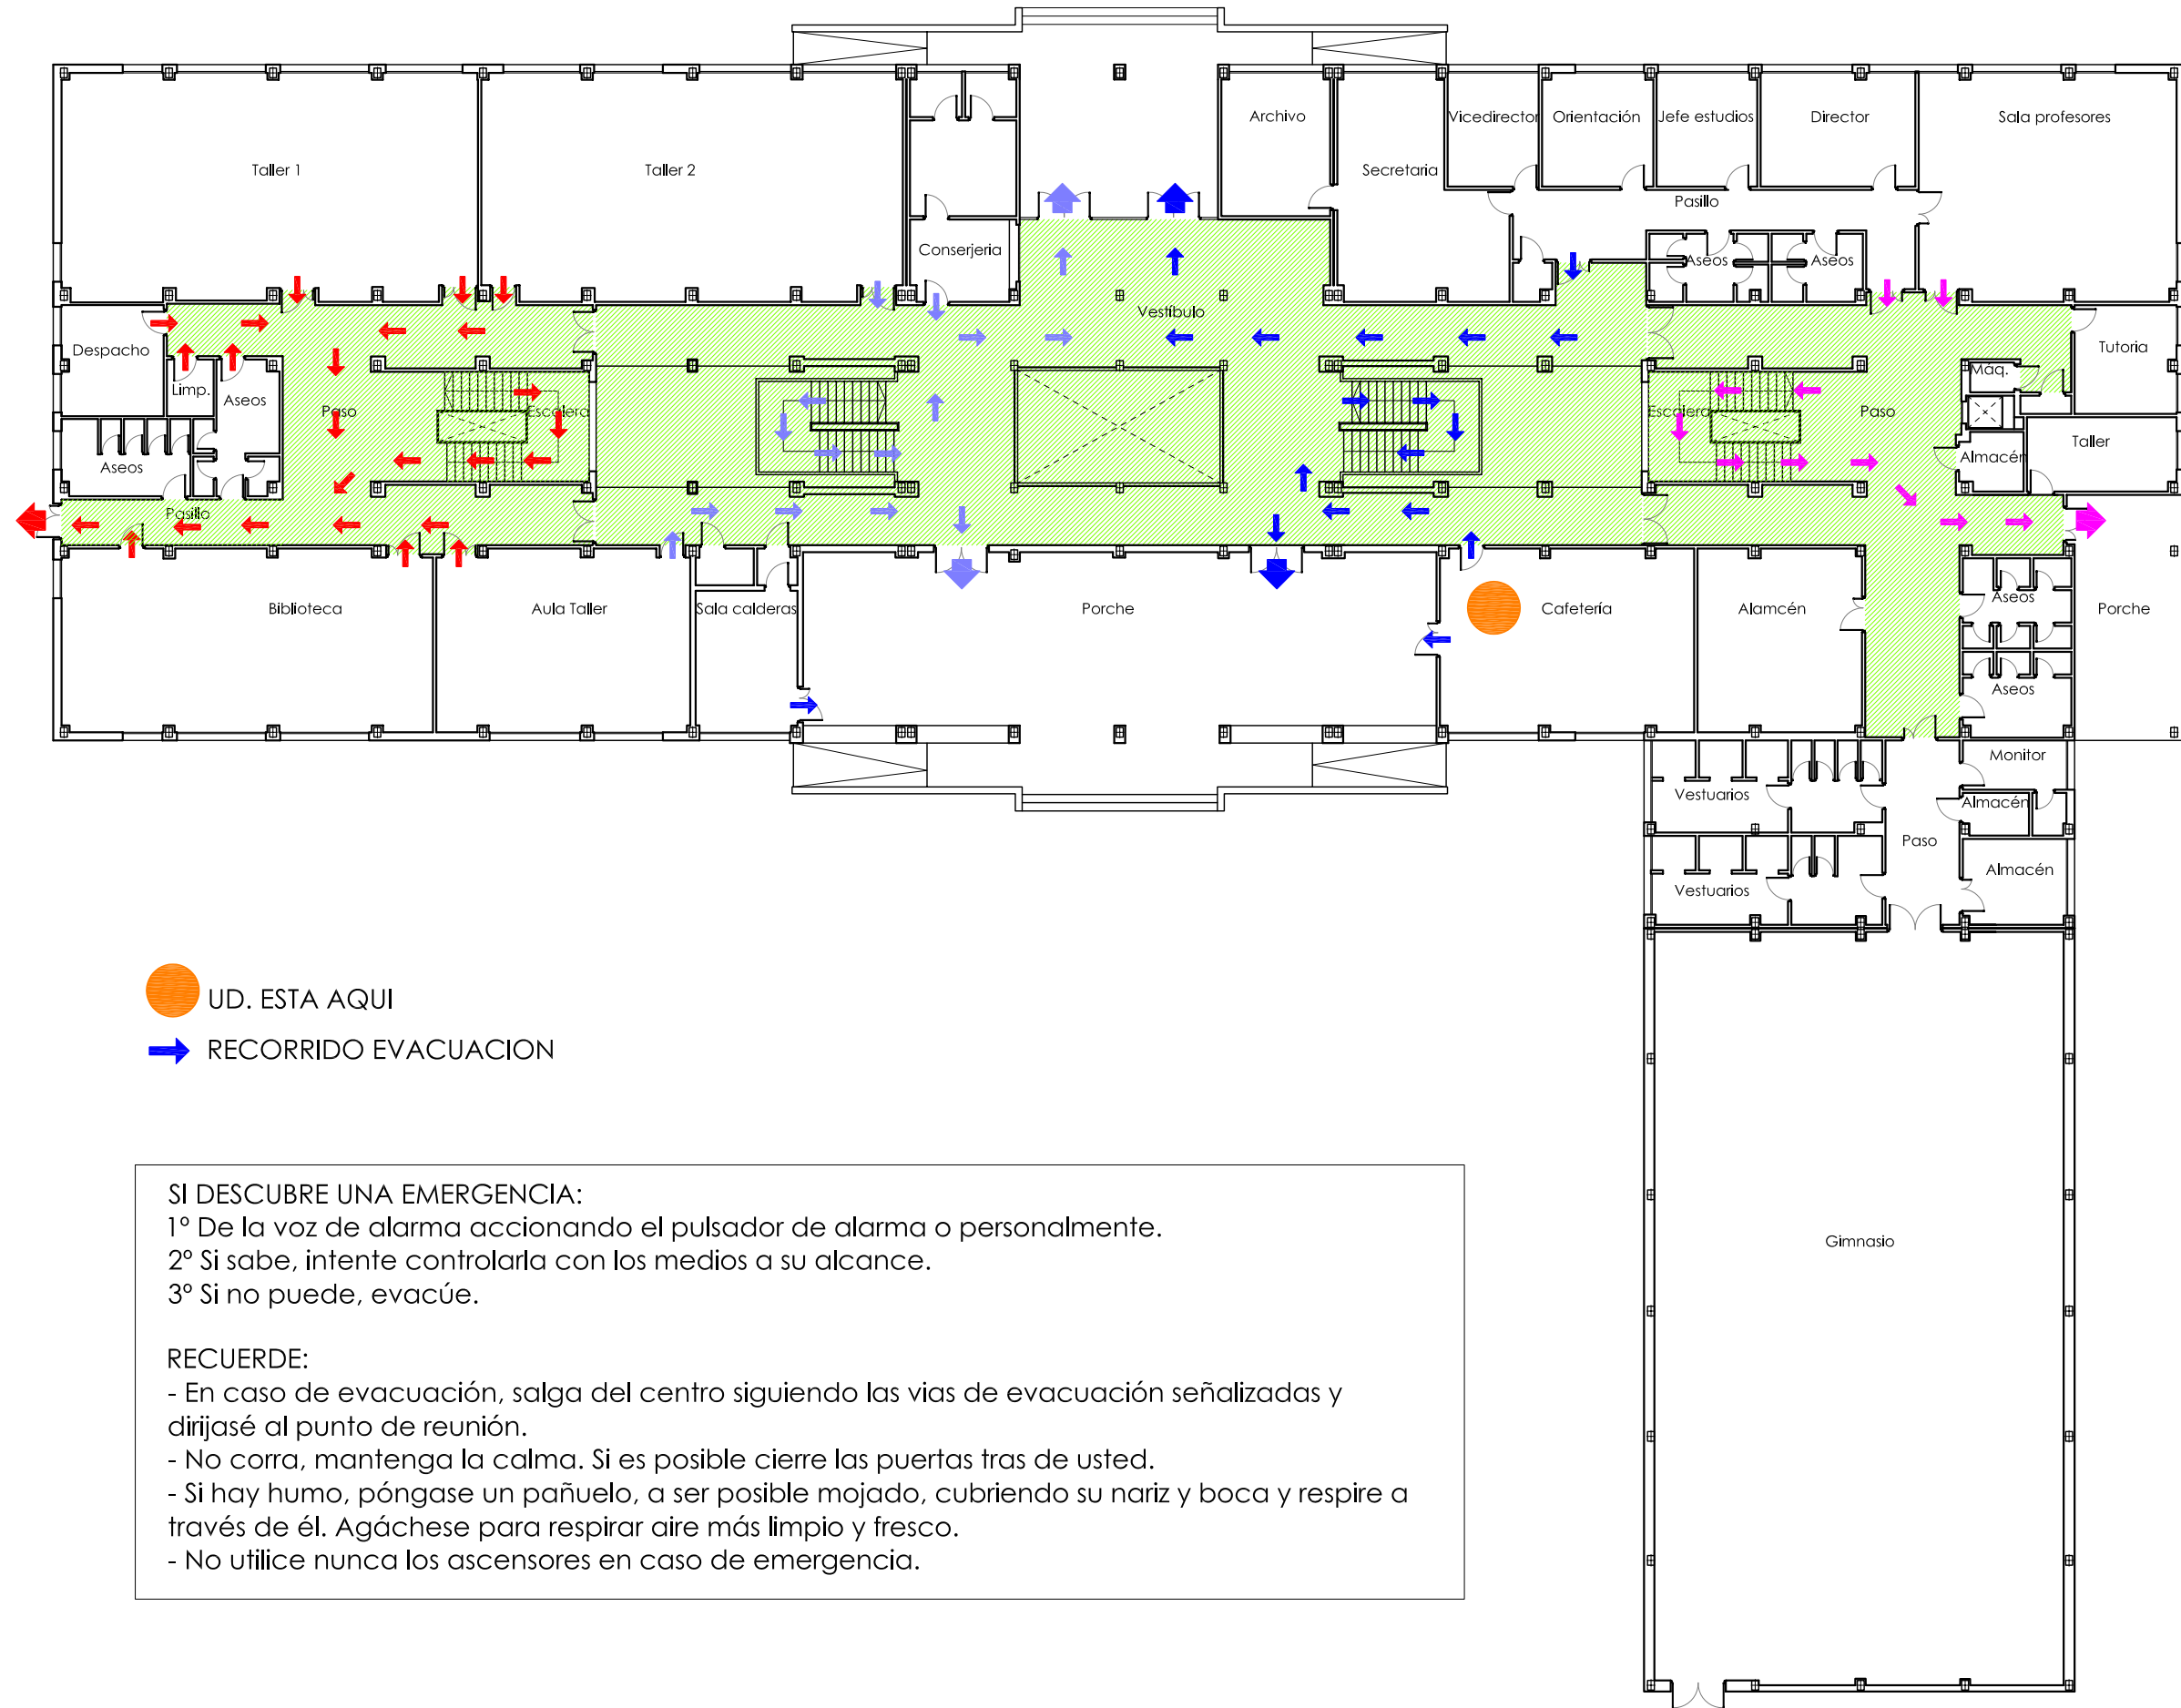 Archivo
Vicedirector
Orientación
Jefe estudios
Director
Sala profesores
Taller 1
Taller 2
Secretaria
Pasillo
Conserjeria
Aseos
Aseos
Vestíbulo
Despacho
Tutoria
Limp.
Aseos
Paso
Escalera
Escalera
Paso
Maq.
Taller
Aseos
Almacén
Pasillo
Biblioteca
Aula Taller
Sala calderas
Porche
Cafetería
Alamcén
Aseos
Porche
Aseos
Monitor
Vestuarios
Almacén
Paso
Almacén
Vestuarios
UD. ESTA AQUI
RECORRIDO EVACUACION
Gimnasio
SI DESCUBRE UNA EMERGENCIA:
1º De la voz de alarma accionando el pulsador de alarma o personalmente.
2º Si sabe, intente controlarla con los medios a su alcance.
3º Si no puede, evacúe.
RECUERDE:
- En caso de evacuación, salga del centro siguiendo las vias de evacuación señalizadas y
dirijasé al punto de reunión.
- No corra, mantenga la calma. Si es posible cierre las puertas tras de usted.
- Si hay humo, póngase un pañuelo, a ser posible mojado, cubriendo su nariz y boca y respire a
través de él. Agáchese para respirar aire más limpio y fresco.
- No utilice nunca los ascensores en caso de emergencia.